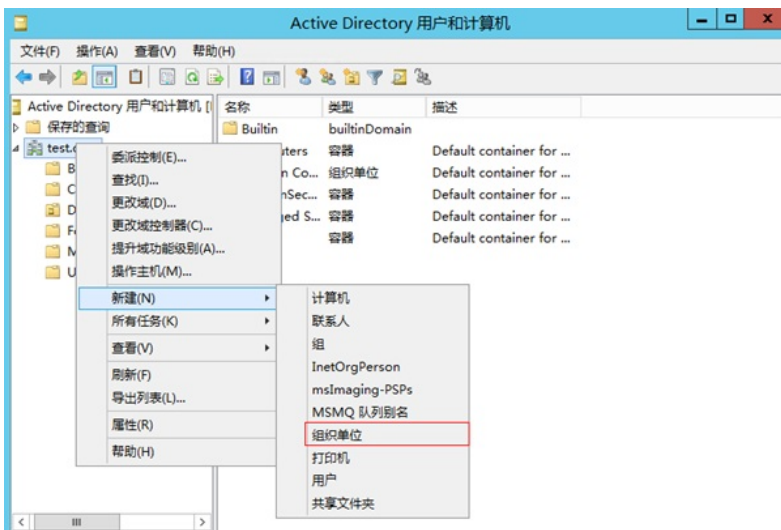 Active Directory 用户和计算机
文件(F) 操作(A) 查看(V) 帮助(H)
Active Directory 用户和计算机 [
名称 类型 描述
保存的查询
Builtin builtinDomain
test.
委派控制(E)...
uters 容器 Default container for ...
B
查找(I)...
n Co... 组织单位 Default container for ...
C
更改域(D)...
nSec... 容器 Default container for ...
D
更改域控制器(C)...
ed S... 容器 Default container for ...
F
提升域功能级别(A)...
容器 Default container for ...
M
操作主机(M)...
U
新建(N)
计算机
所有任务(K)
联系人
查看(V)
组
刷新(F)
InetOrgPerson
导出列表(L)...
msImaging-PSPs
属性(R)
MSMQ 队列别名
帮助(H)
组织单位
打印机
用户
共享文件夹